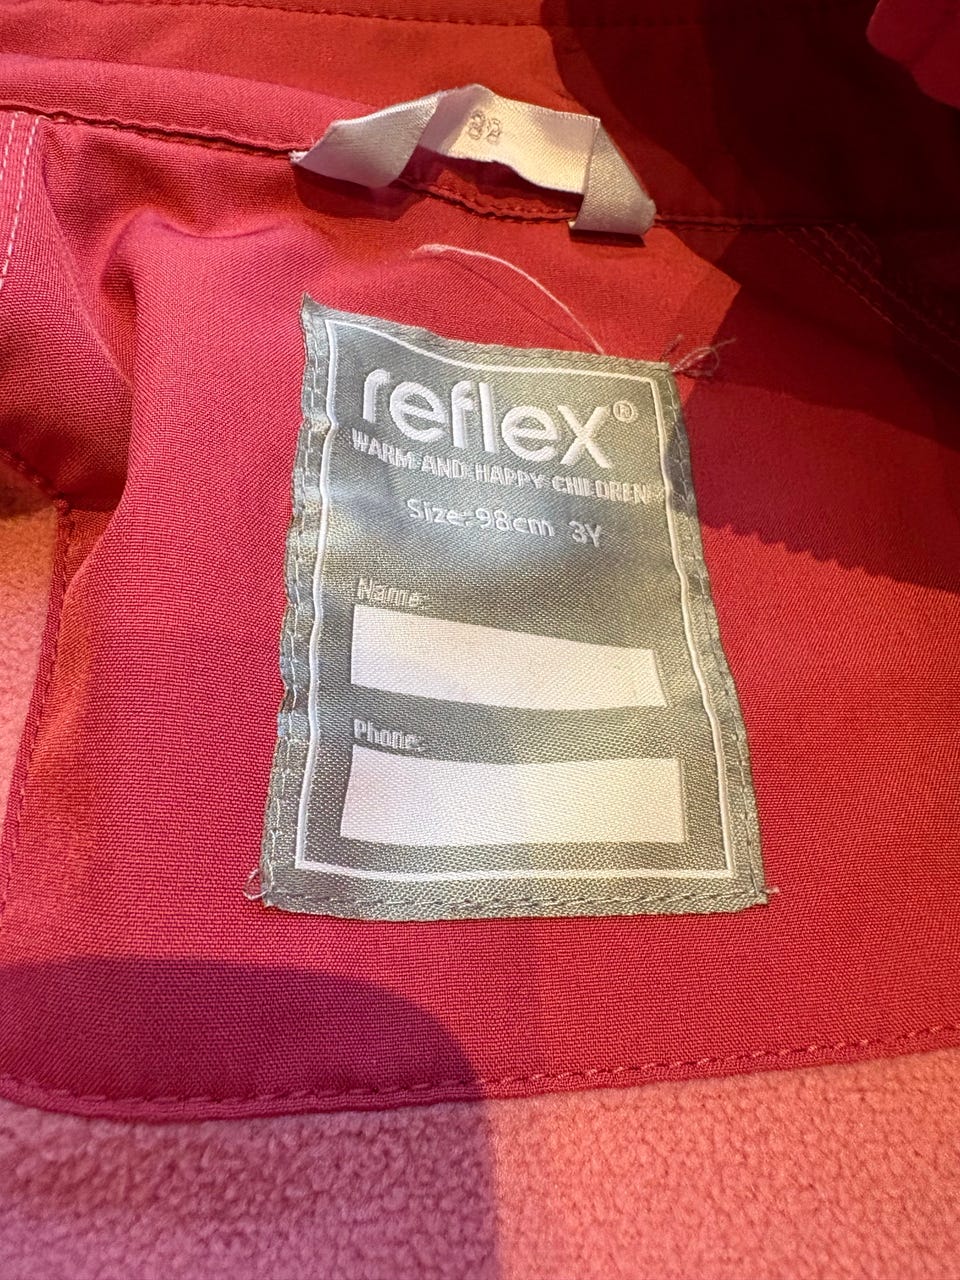 98
reflex®
WARM AND HAPPY CHILDREN
Size: 98cm 3Y
Name:
Phone: